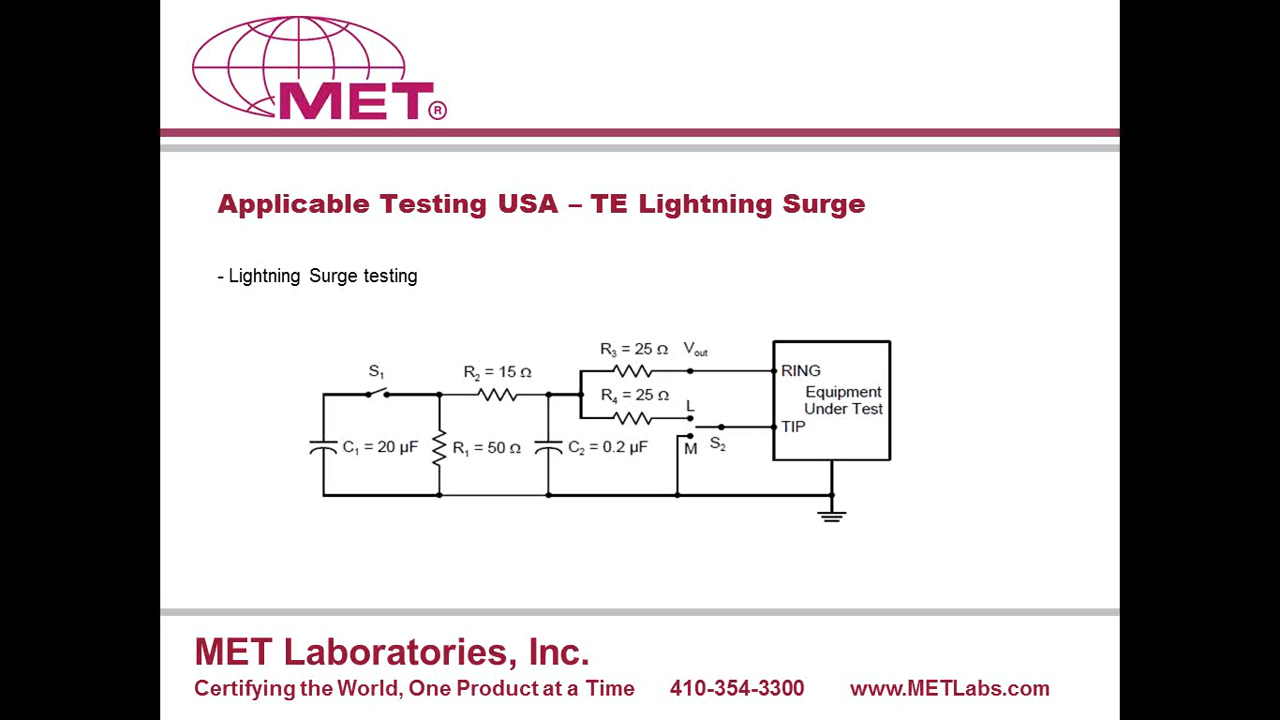 MET®
Applicable Testing USA – TE Lightning Surge
- Lightning Surge testing
R3 = 25 Ω Vout
S1
R2 = 15 Ω
RING
R4 = 25 Ω
L
Equipment
Under Test
TIP
C1 = 20 µF
R1 = 50 Ω
C2 = 0.2 µF
M
S2
MET Laboratories, Inc.
Certifying the World, One Product at a Time 410-354-3300 www.METLabs.com